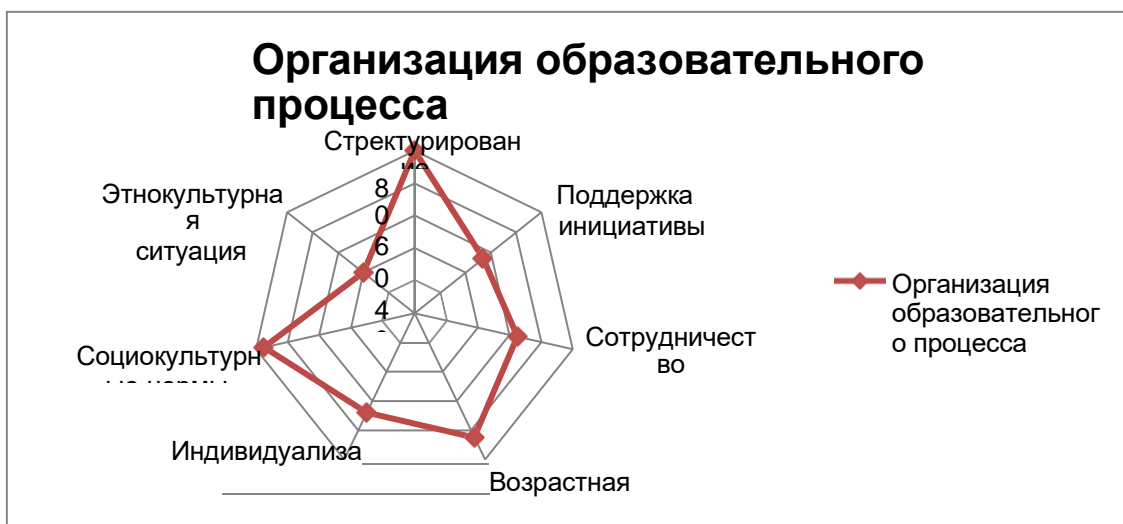 Организация образовательного
процесса
Стректурирован
Поддержка
инициативы
Сотрудничест
во
Возрастная
Индивидуализа
Социокультурн
Этнокультурна
я
ситуация
8
0
6
0
4
Организация
образовательног
о процесса